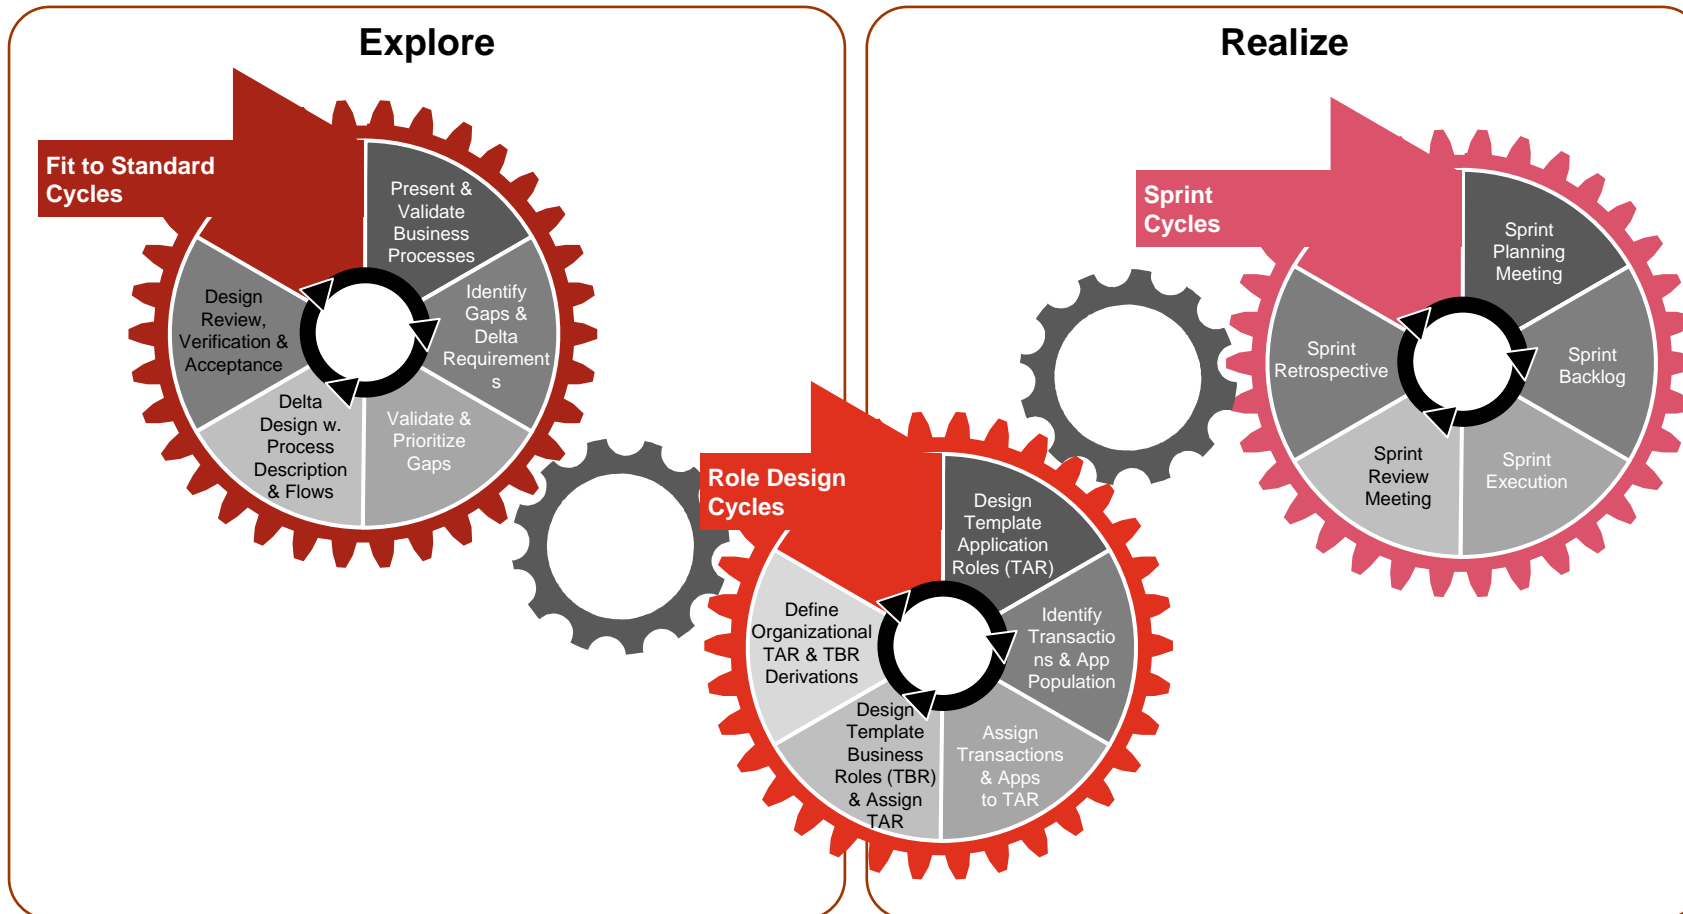 Explore
Fit to Standard
Cycles
Present &
Validate
Business
Processes
Identify
Gaps &
Delta
Requirement
s
Validate &
Prioritize
Gaps
Delta
Design w.
Process
Description
& Flows
Design
Review,
Verification &
Acceptance
Role Design
Cycles
Design
Template
Application
Roles (TAR)
Identify
Transactio
ns & App
Population
Assign
Transactions
& Apps
to TAR
Design
Template
Business
Roles (TBR)
& Assign
TAR
Define
Organizational
TAR & TBR
Derivations
Realize
Sprint
Cycles
Sprint
Planning
Meeting
Sprint
Backlog
Sprint
Execution
Sprint
Review
Meeting
Sprint
Retrospective